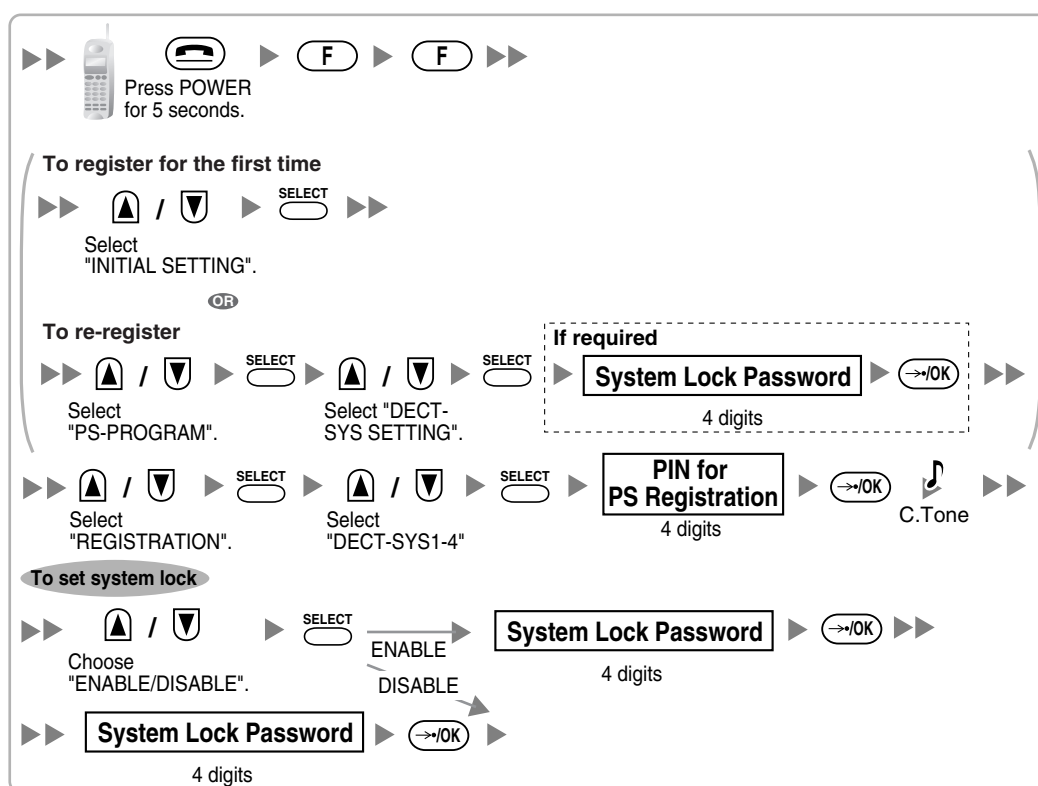 F F
Press POWER
for 5 seconds.
To register for the first time
/ SELECT
Select
"INITIAL SETTING".
OR
To re-register
If required
/ SELECT / SELECT System Lock Password /OK
Select
"PS-PROGRAM".
Select "DECT-
SYS SETTING".
4 digits
/ SELECT / SELECT PIN for
PS Registration /OK
Select
"REGISTRATION".
Select
"DECT-SYS1-4"
4 digits
C.Tone
To set system lock
/ SELECT ENABLE System Lock Password /OK
Choose
"ENABLE/DISABLE".
DISABLE
4 digits
System Lock Password /OK
4 digits